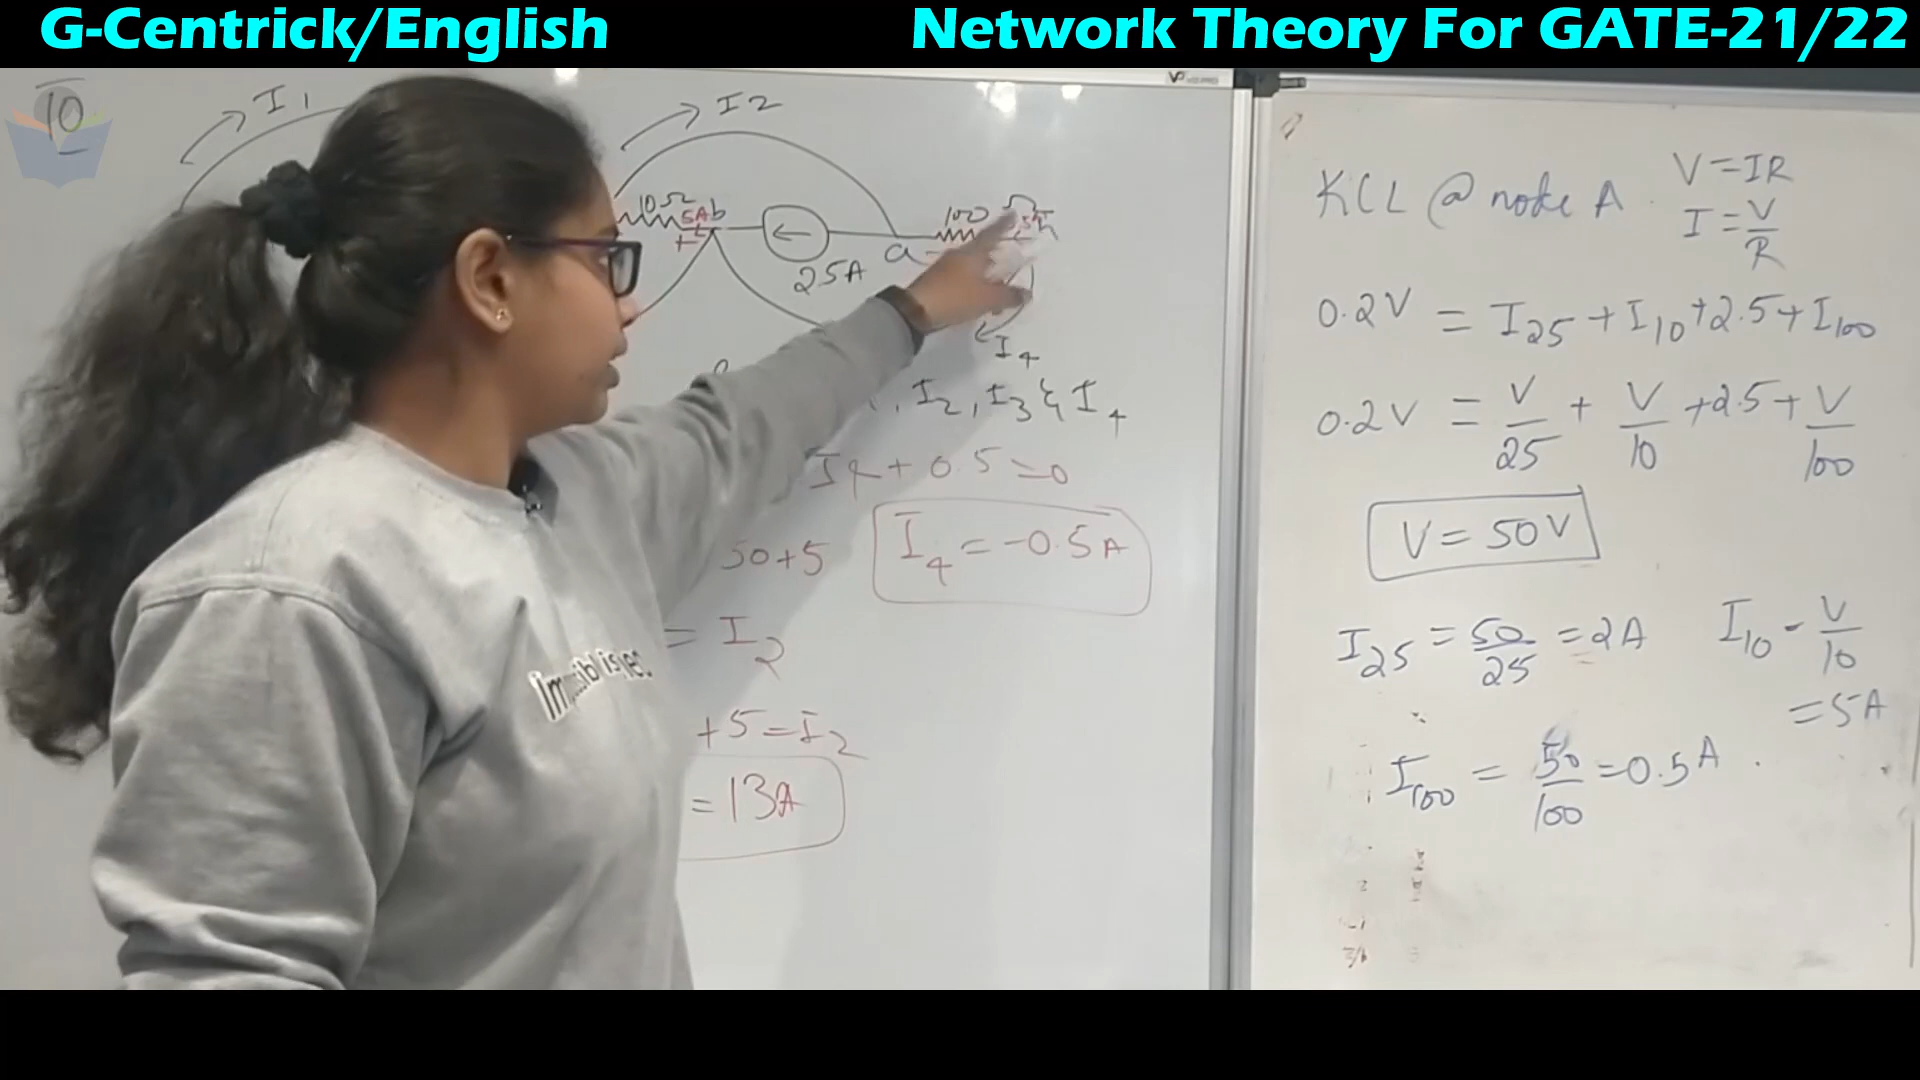 G-Centrick/English
Network Theory For GATE-21/22
10
I1
I2
10Ω
5A
b
25A
a
100
I4
, I2, I3 & I4
I4 + 0.5 = 0
50+5
I4 = -0.5A
= I2
+5 = I2
= 13A
KCL @ node A
V = IR
I = V/R
0.2V = I25 + I10 + 2.5 + I100
0.2V = V/25 + V/10 + 2.5 + V/100
V = 50V
I25 = 50/25 = 2A
I10 - V/10
= 5A
I100 = 50/100 = 0.5A
impossible is